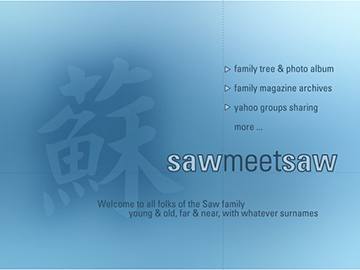 蘇
family tree & photo album
family magazine archives
yahoo groups sharing
more ...
sawmeetsaw
Welcome to all folks of the Saw family
young & old, far & near, with whatever surnames